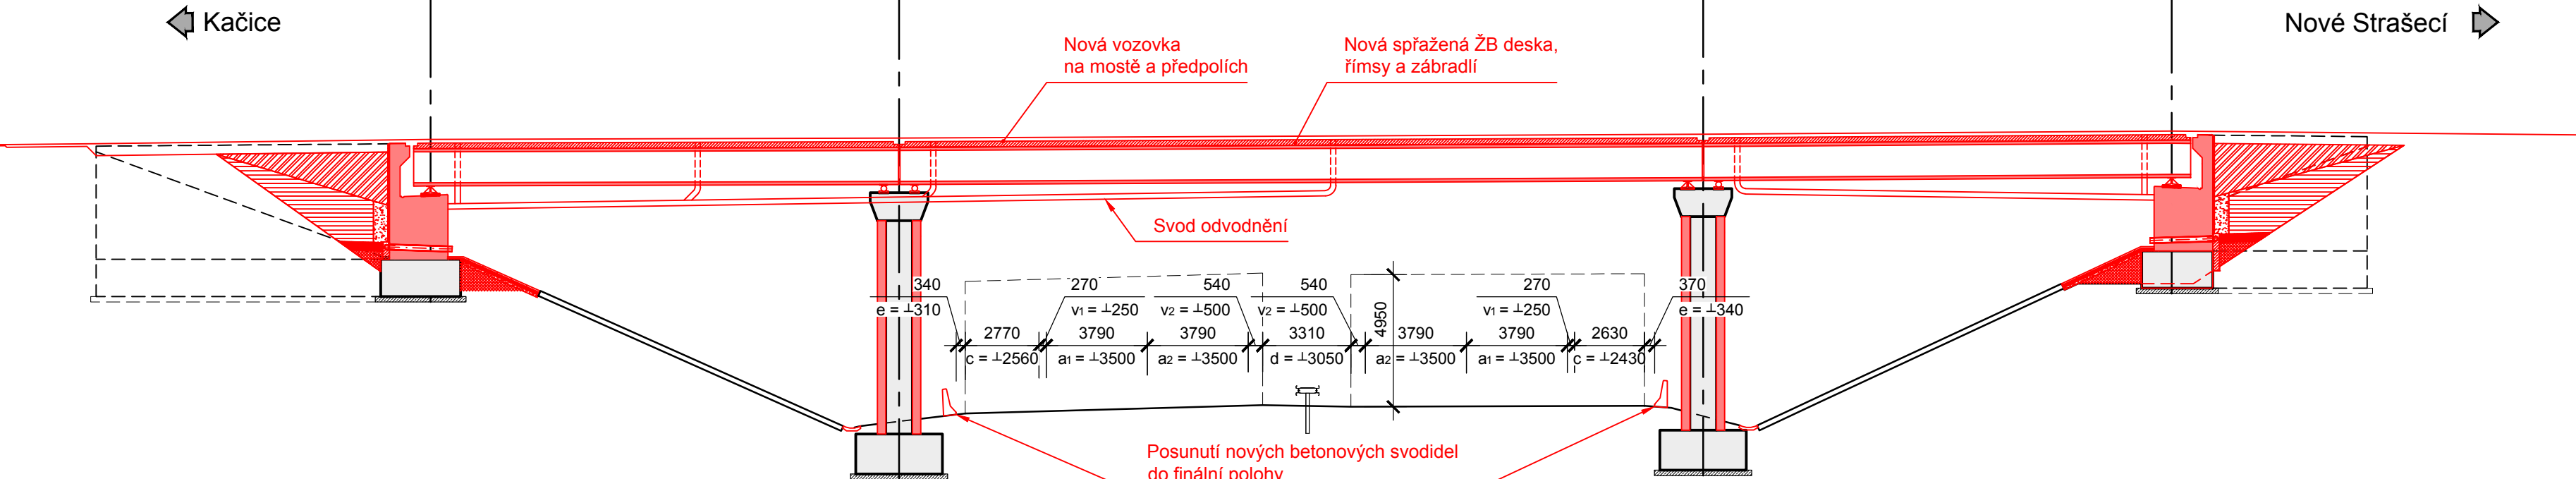 Kačice
Nové Strašecí
Nová vozovka
na mostě a předpolích
Nová spřažená ŽB deska,
římsy a zábradlí
Svod odvodnění
340
e = ┴310
270
v1 = ┴250
540
v2 = ┴500
540
v2 = ┴500
4950
270
v1 = ┴250
370
e = ┴340
2770
3790
3790
3310
3790
3790
2630
c = ┴2560
a1 = ┴3500
a2 = ┴3500
d = ┴3050
a2 = ┴3500
a1 = ┴3500
c = ┴2430
Posunutí nových betonových svodidel
do finální polohy